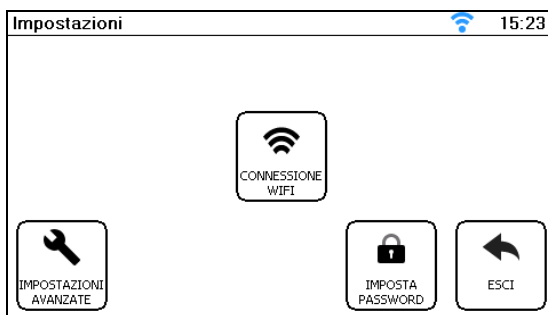 Impostazioni 15:23
CONNESSIONE
WIFI
IMPOSTAZIONI
AVANZATE
IMPOSTA
PASSWORD
ESCI